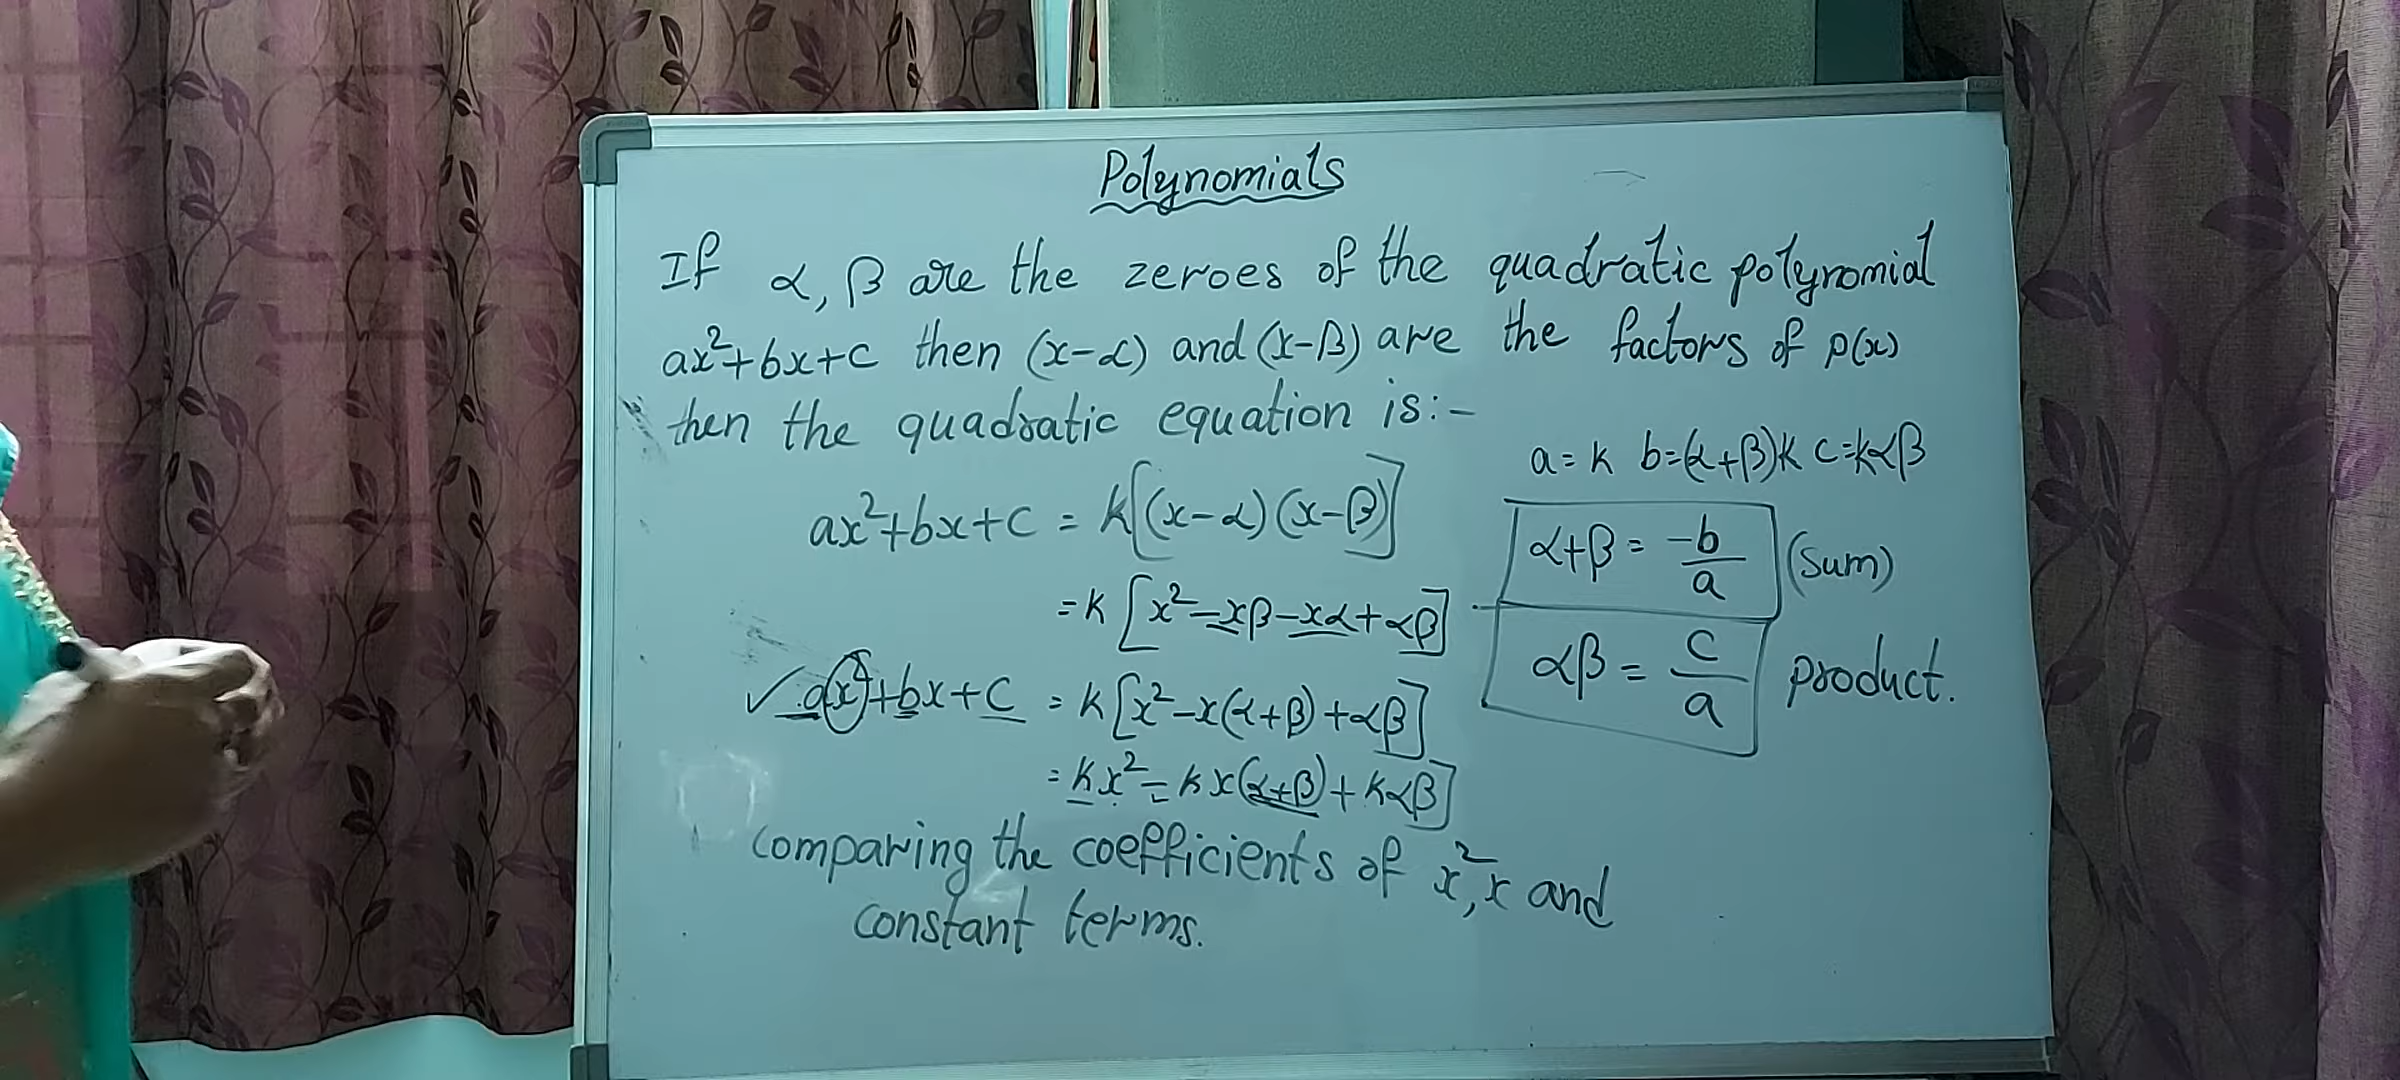 Polynomials
If α, β are the zeroes of the quadratic polynomial
ax²+bx+c then (x-α) and (x-β) are the factors of p(x)
then the quadratic equation is:-
ax²+bx+c = k[(x-α)(x-β)]
= k[x²-xβ-xα+αβ]
✓ ax²+bx+c = k[x²-x(α+β)+αβ]
= kx²-kx(α+β)+kαβ]
comparing the coefficients of x², x and
constant terms.
a=k b=(α+β)k c=kαβ
α+β = -b/a (Sum)
αβ = c/a product.